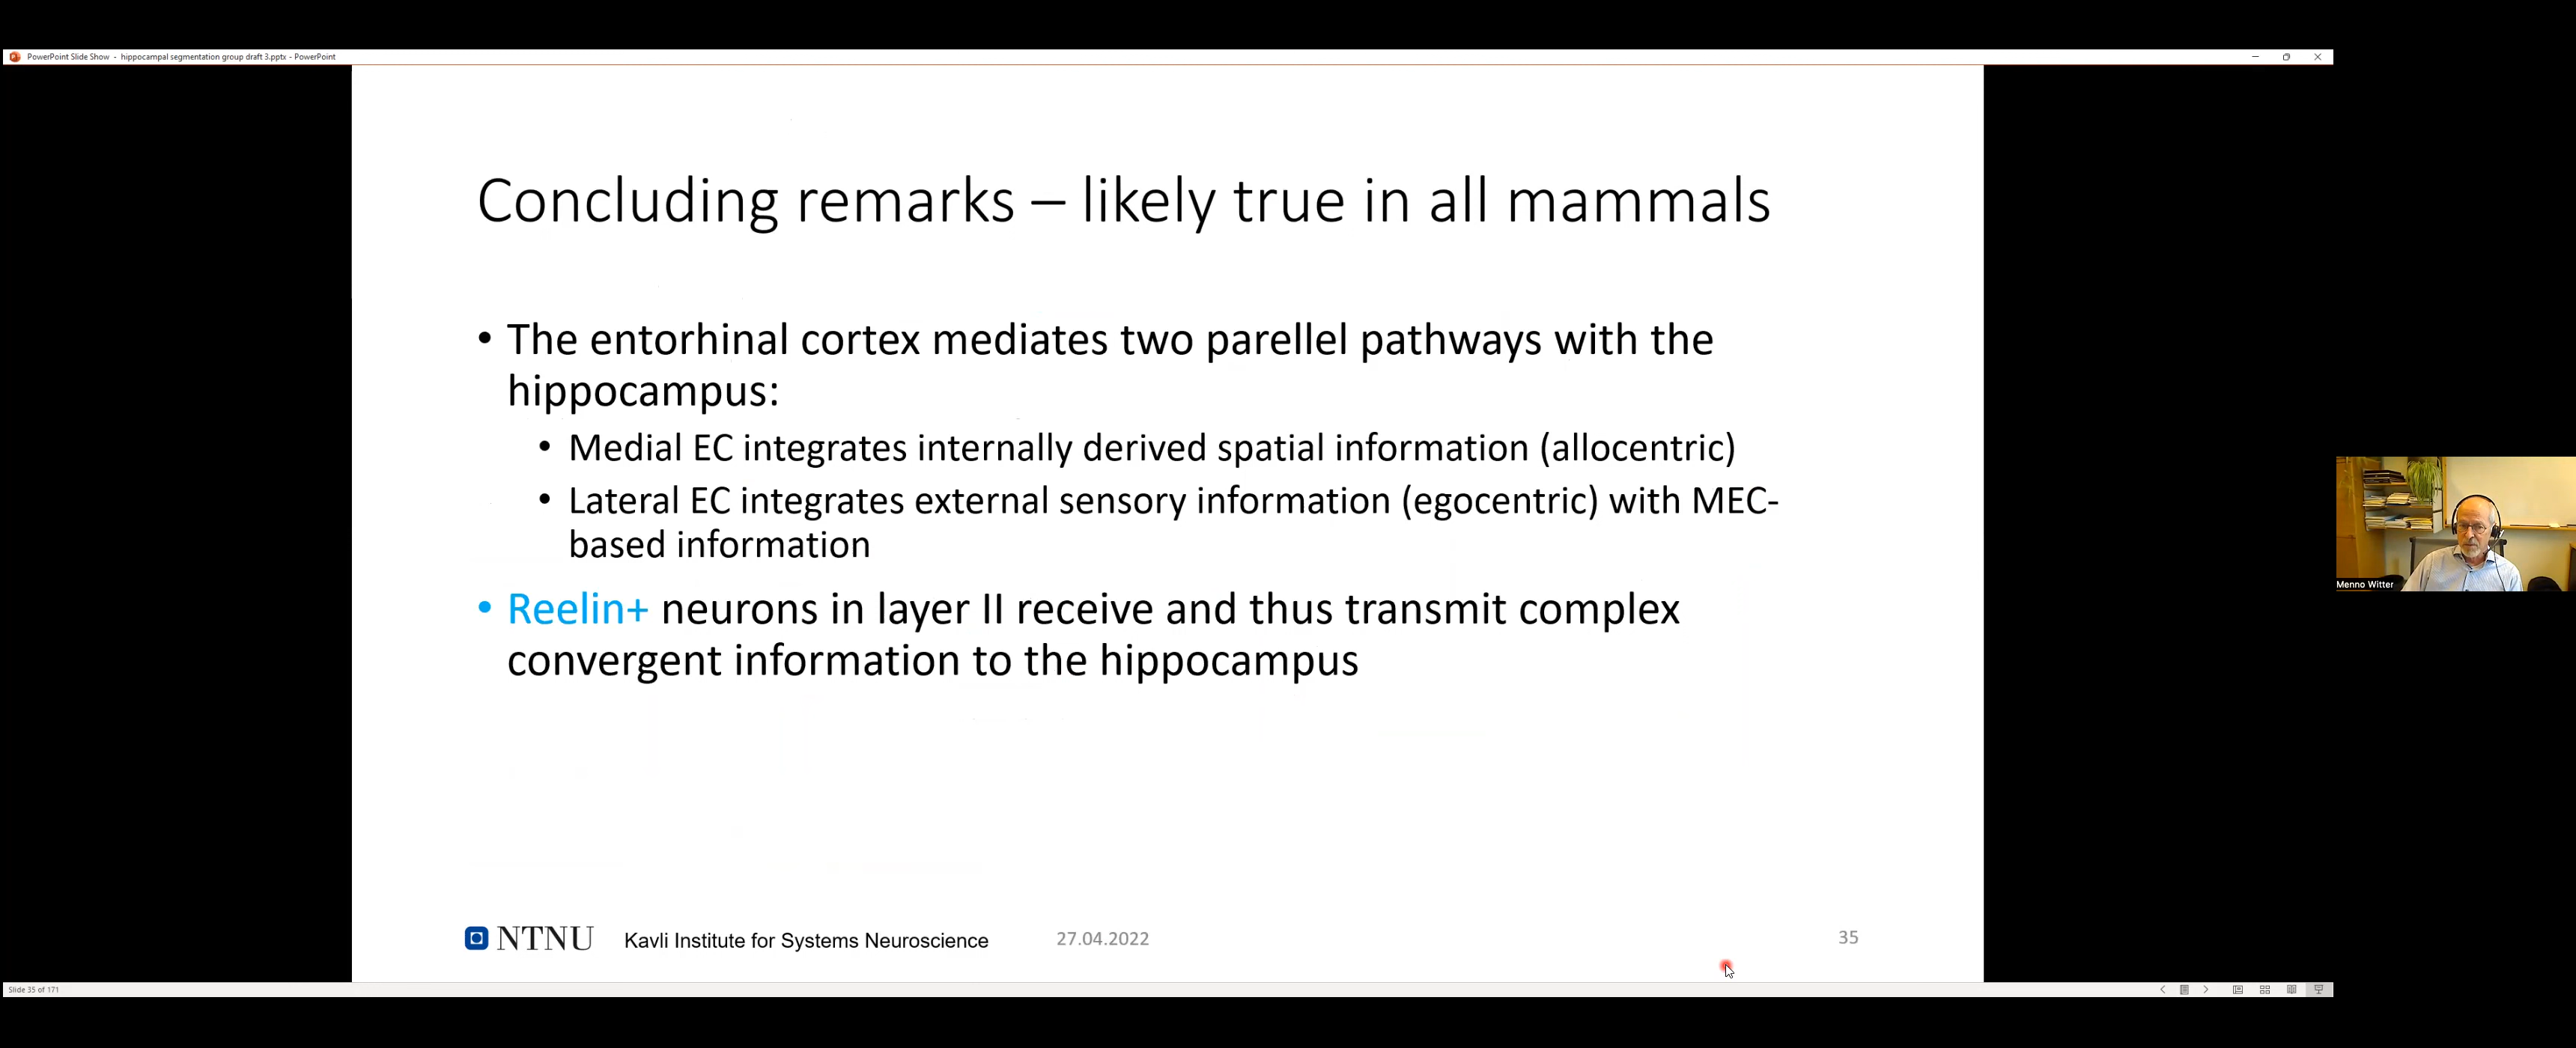 PowerPoint Slide Show - hippocampal segmentation group draft 3.pptx - PowerPoint
Concluding remarks – likely true in all mammals
• The entorhinal cortex mediates two parellel pathways with the
hippocampus:
• Medial EC integrates internally derived spatial information (allocentric)
• Lateral EC integrates external sensory information (egocentric) with MEC-
based information
• Reelin+ neurons in layer II receive and thus transmit complex
convergent information to the hippocampus
Menno Witter
NTNU Kavli Institute for Systems Neuroscience 27.04.2022 35
Slide 35 of 171